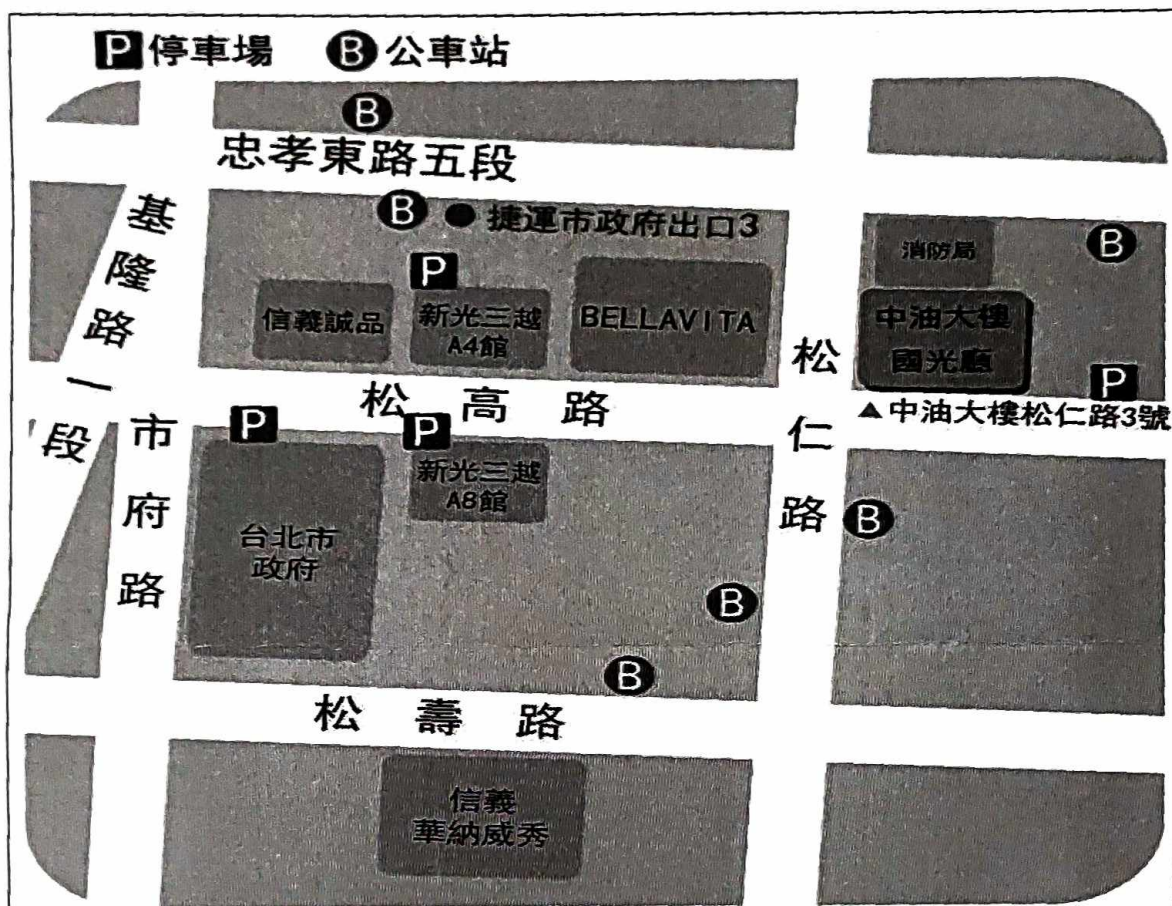 P 停車場 B 公車站
B
忠孝東路五段
基隆路一段
B ● 捷運市政府出口3
P
信義誠品
新光三越
A4館
BELLAVITA
消防局
B
中油大樓
國光廳
P
▲中油大樓松仁路3號
松高路
松仁路
市府路
P
台北市
政府
P
新光三越
A8館
B
B
B
松壽路
信義
華納威秀